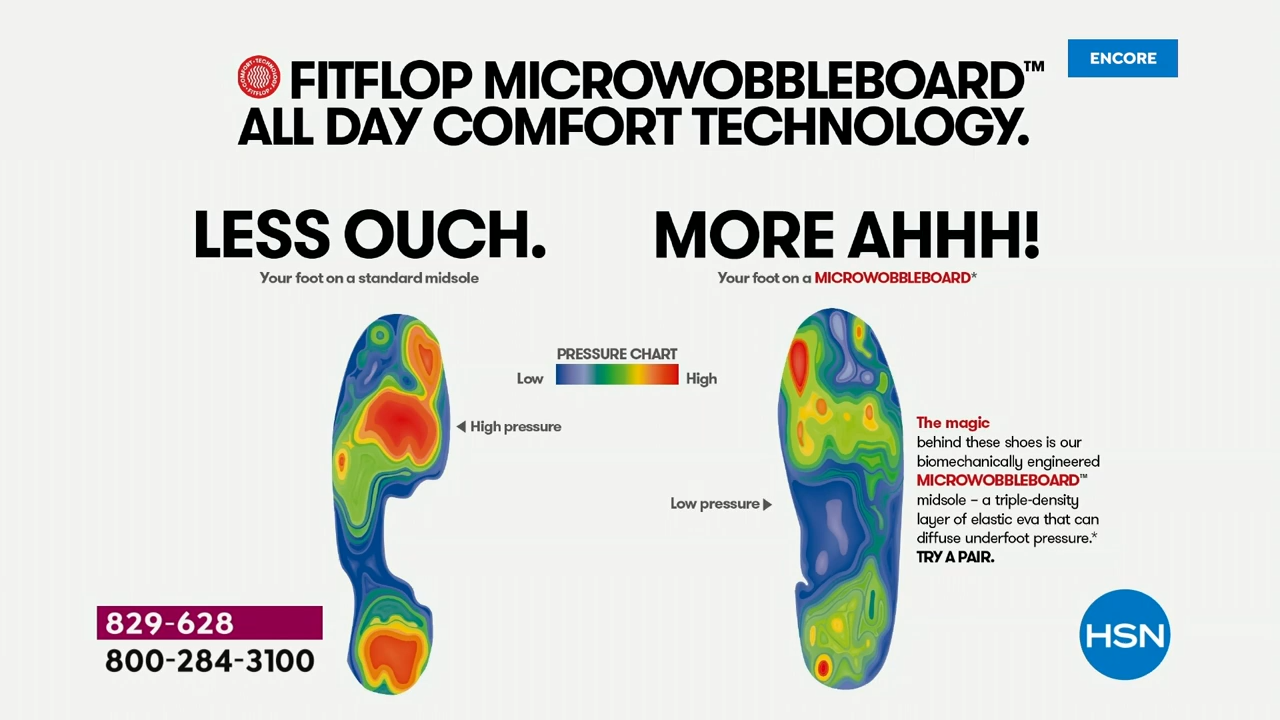 ENCORE
FITFLOP MICROWOBBLEBOARD™
ALL DAY COMFORT TECHNOLOGY.
LESS OUCH.
Your foot on a standard midsole
MORE AHHH!
Your foot on a MICROWOBBLEBOARD*
PRESSURE CHART
Low
High
High pressure
Low pressure
The magic
behind these shoes is our
biomechanically engineered
MICROWOBBLEBOARD™
midsole – a triple-density
layer of elastic eva that can
diffuse underfoot pressure.*
TRY A PAIR.
829-628
800-284-3100
HSN